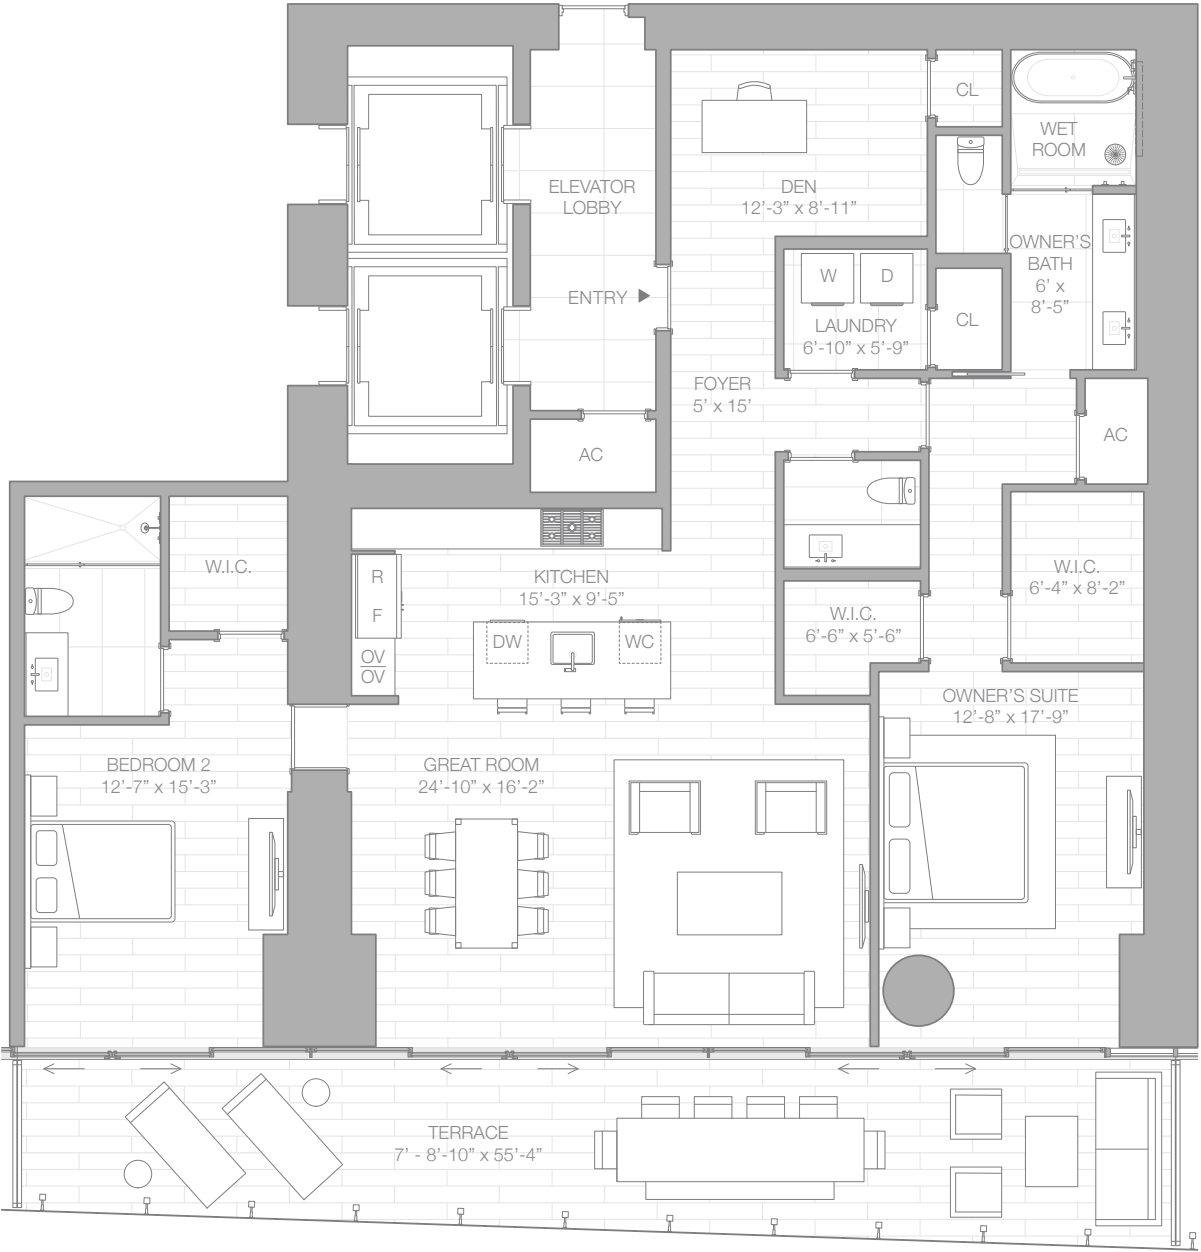 CL
WET
ROOM
ELEVATOR
LOBBY
DEN
12'-3" x 8'-11"
OWNER'S
BATH
6' x
8'-5"
W
D
ENTRY
CL
LAUNDRY
6'-10" x 5'-9"
FOYER
5' x 15'
AC
AC
W.I.C.
R
F
KITCHEN
15'-3" x 9'-5"
W.I.C.
6'-4" x 8'-2"
W.I.C.
6'-6" x 5'-6"
DW
WC
OV
OV
OWNER'S SUITE
12'-8" x 17'-9"
BEDROOM 2
12'-7" x 15'-3"
GREAT ROOM
24'-10" x 16'-2"
TERRACE
7' - 8'-10" x 55'-4"